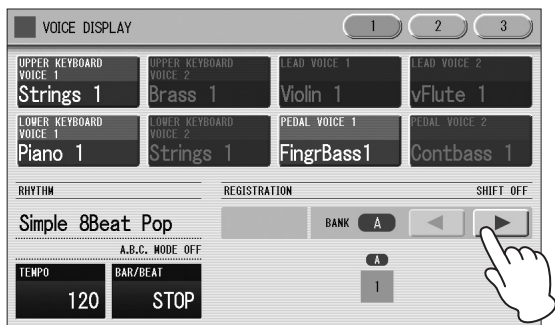 VOICE DISPLAY 1 2 3
UPPER KEYBOARD VOICE 1
Strings 1
UPPER KEYBOARD VOICE 2
Brass 1
LEAD VOICE 1
Violin 1
LEAD VOICE 2
vFlute 1
LOWER KEYBOARD VOICE 1
Piano 1
LOWER KEYBOARD VOICE 2
Strings 1
PEDAL VOICE 1
FingrBass1
PEDAL VOICE 2
Contbass 1
RHYTHM
Simple 8Beat Pop
A.B.C. MODE OFF
TEMPO
120
BAR/BEAT
STOP
REGISTRATION SHIFT OFF
BANK A
A
1